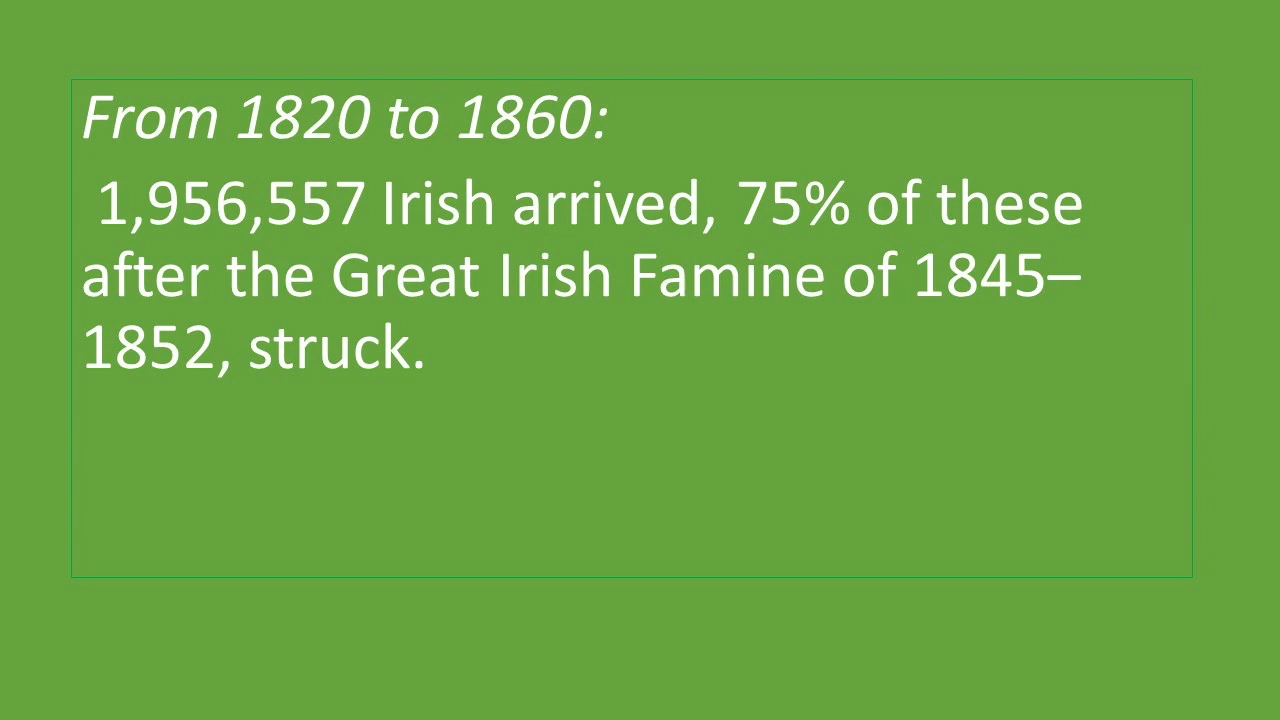 From 1820 to 1860:
1,956,557 Irish arrived, 75% of these
after the Great Irish Famine of 1845–
1852, struck.